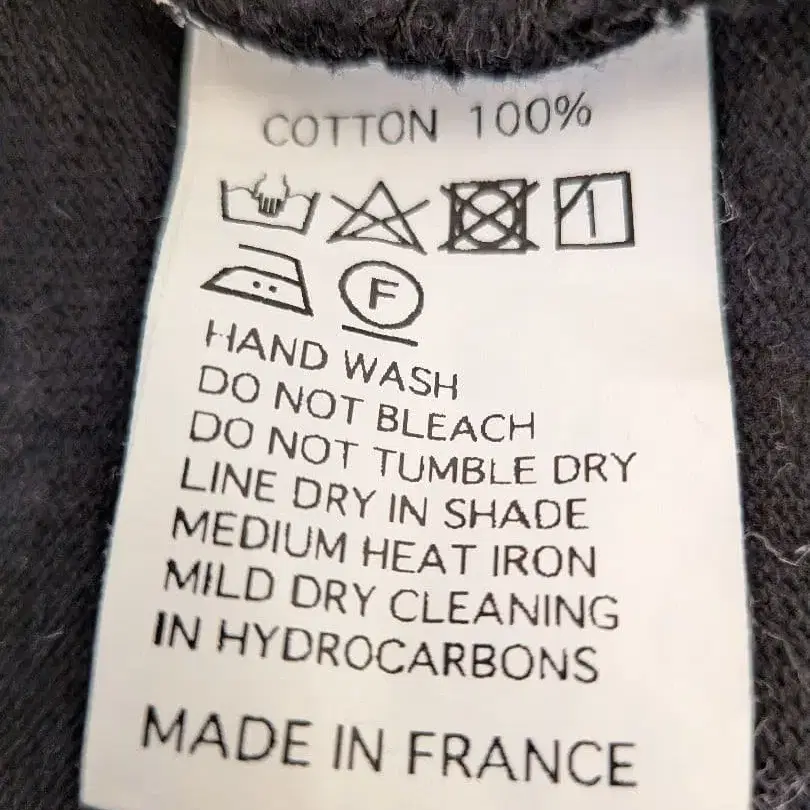 COTTON 100%
F
HAND WASH
DO NOT BLEACH
DO NOT TUMBLE DRY
LINE DRY IN SHADE
MEDIUM HEAT IRON
MILD DRY CLEANING
IN HYDROCARBONS
MADE IN FRANCE